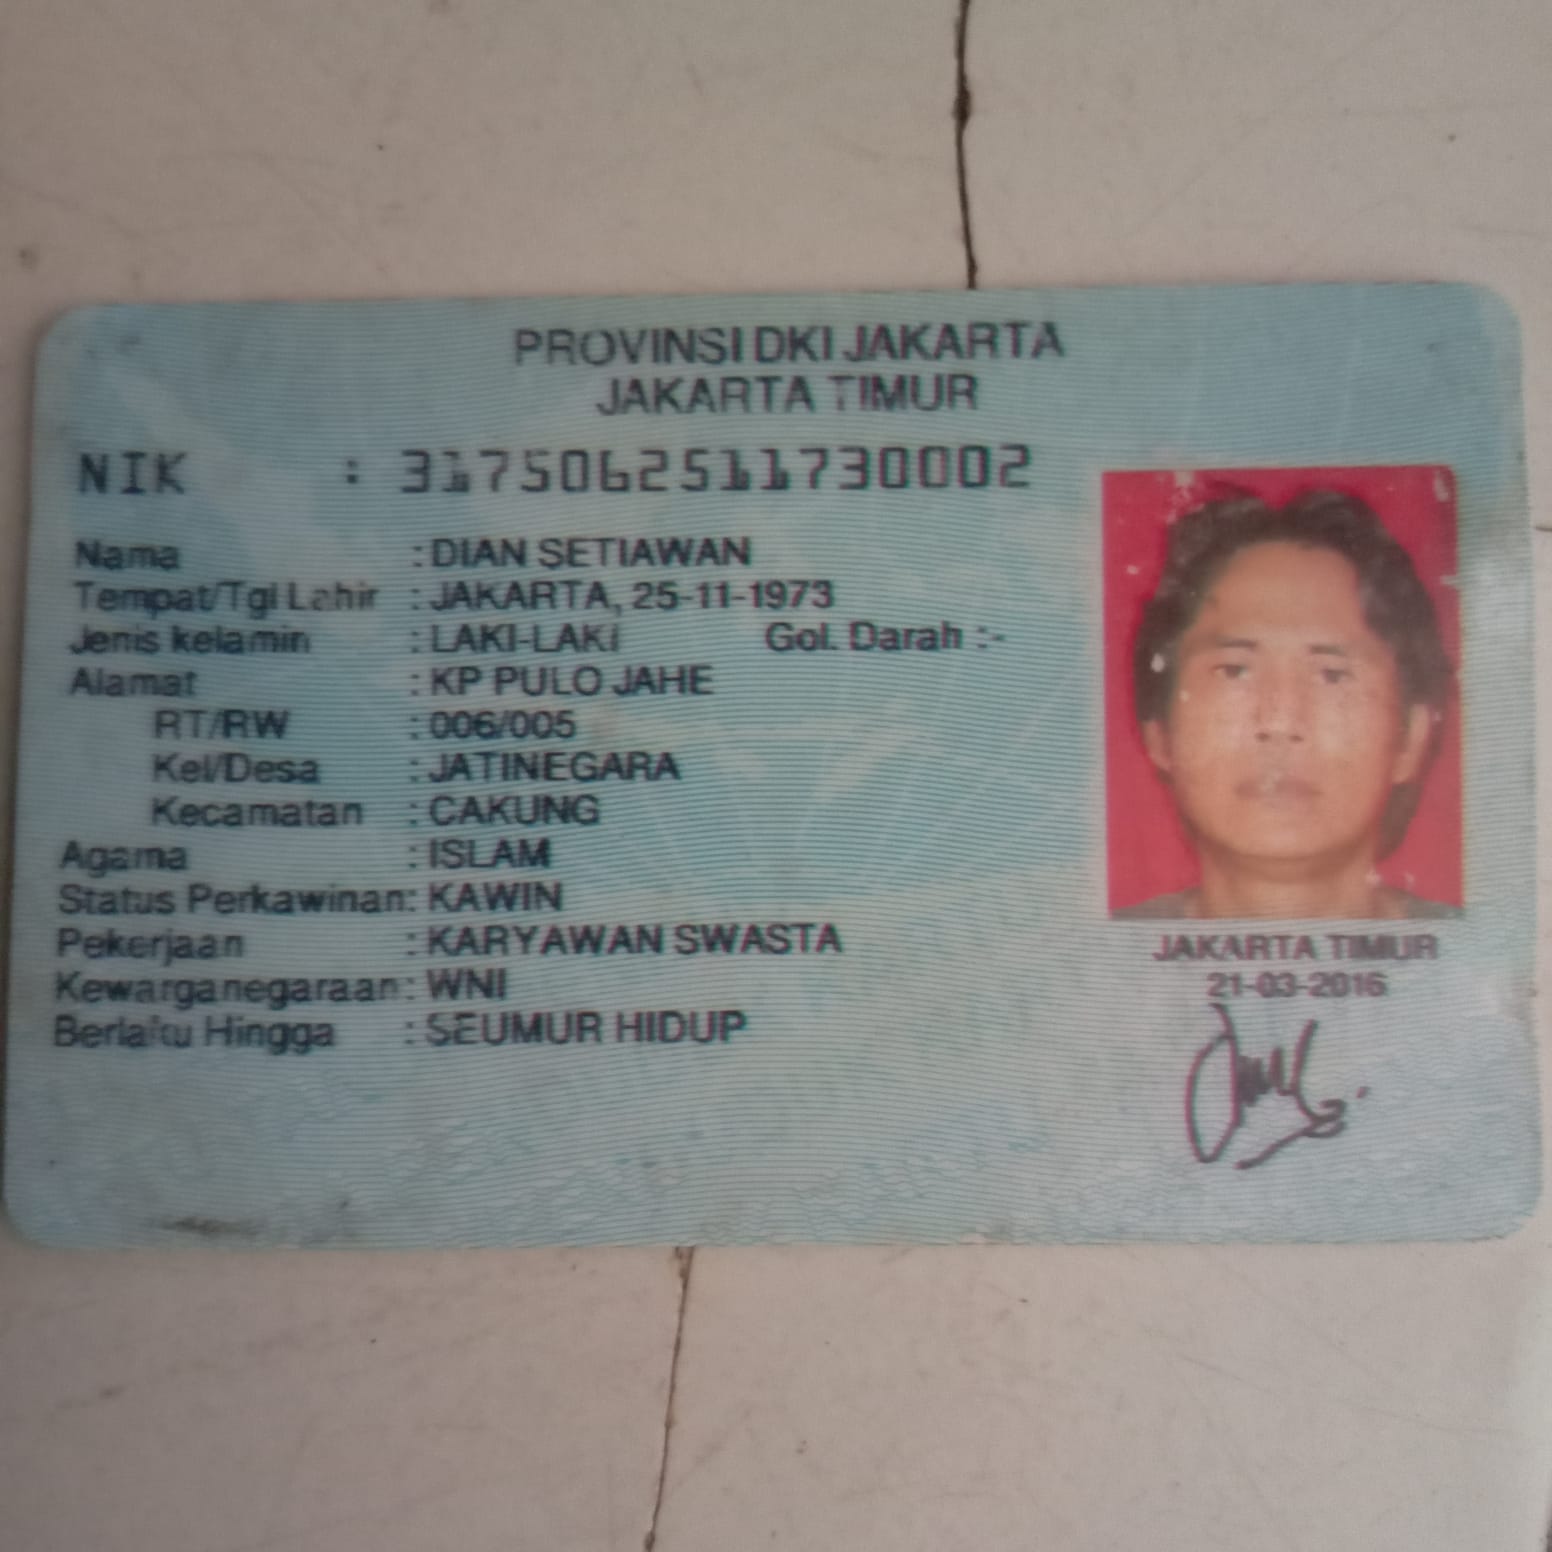 PROVINSI DKI JAKARTA
JAKARTA TIMUR
NIK : 3175062511730002
Nama : DIAN SETIAWAN
Tempat/Tgl Lahir : JAKARTA, 25-11-1973
Jenis kelamin : LAKI-LAKI Gol. Darah :-
Alamat : KP PULO JAHE
RT/RW : 006/005
Kel/Desa : JATINEGARA
Kecamatan : CAKUNG
Agama : ISLAM
Status Perkawinan: KAWIN
Pekerjaan : KARYAWAN SWASTA
Kewarganegaraan: WNI
Berlaku Hingga : SEUMUR HIDUP
JAKARTA TIMUR
21-03-2016